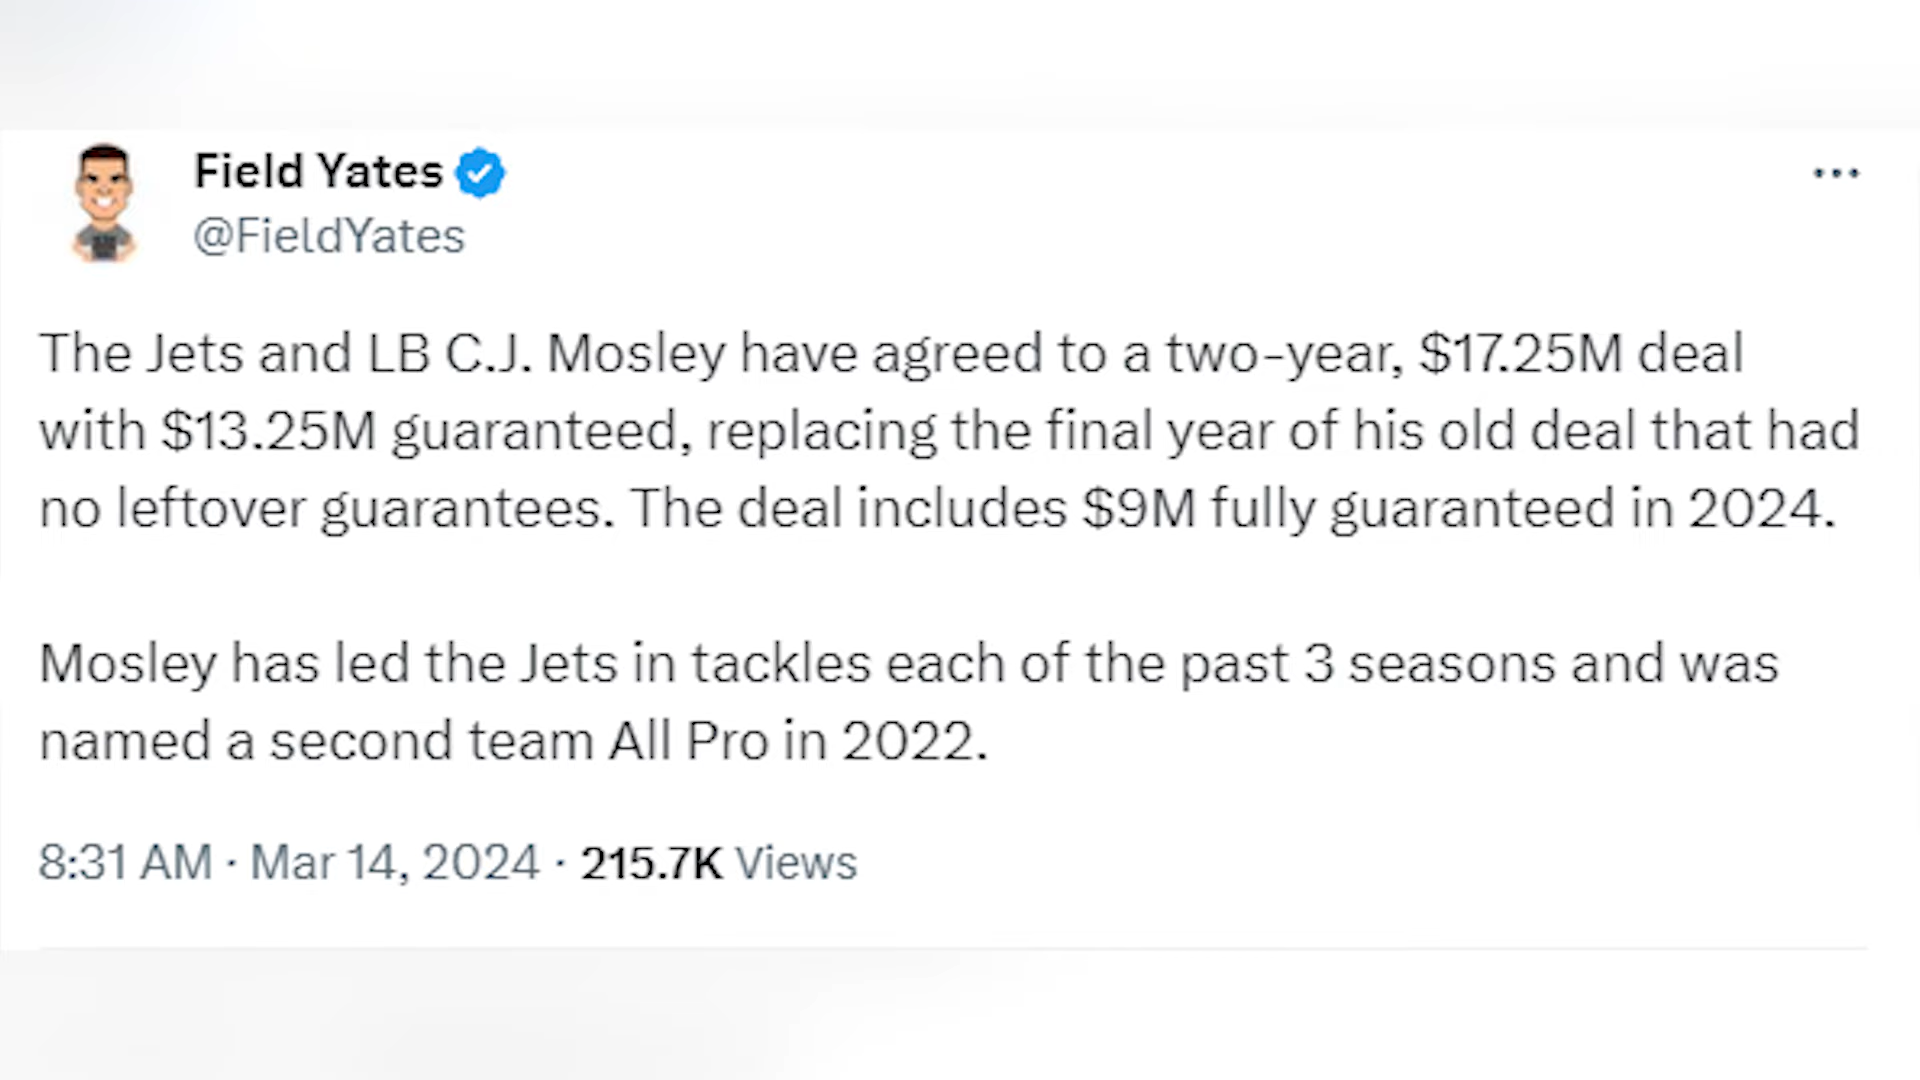 Field Yates
@FieldYates
The Jets and LB C.J. Mosley have agreed to a two-year, $17.25M deal
with $13.25M guaranteed, replacing the final year of his old deal that had
no leftover guarantees. The deal includes $9M fully guaranteed in 2024.
Mosley has led the Jets in tackles each of the past 3 seasons and was
named a second team All Pro in 2022.
8:31 AM · Mar 14, 2024 · 215.7K Views